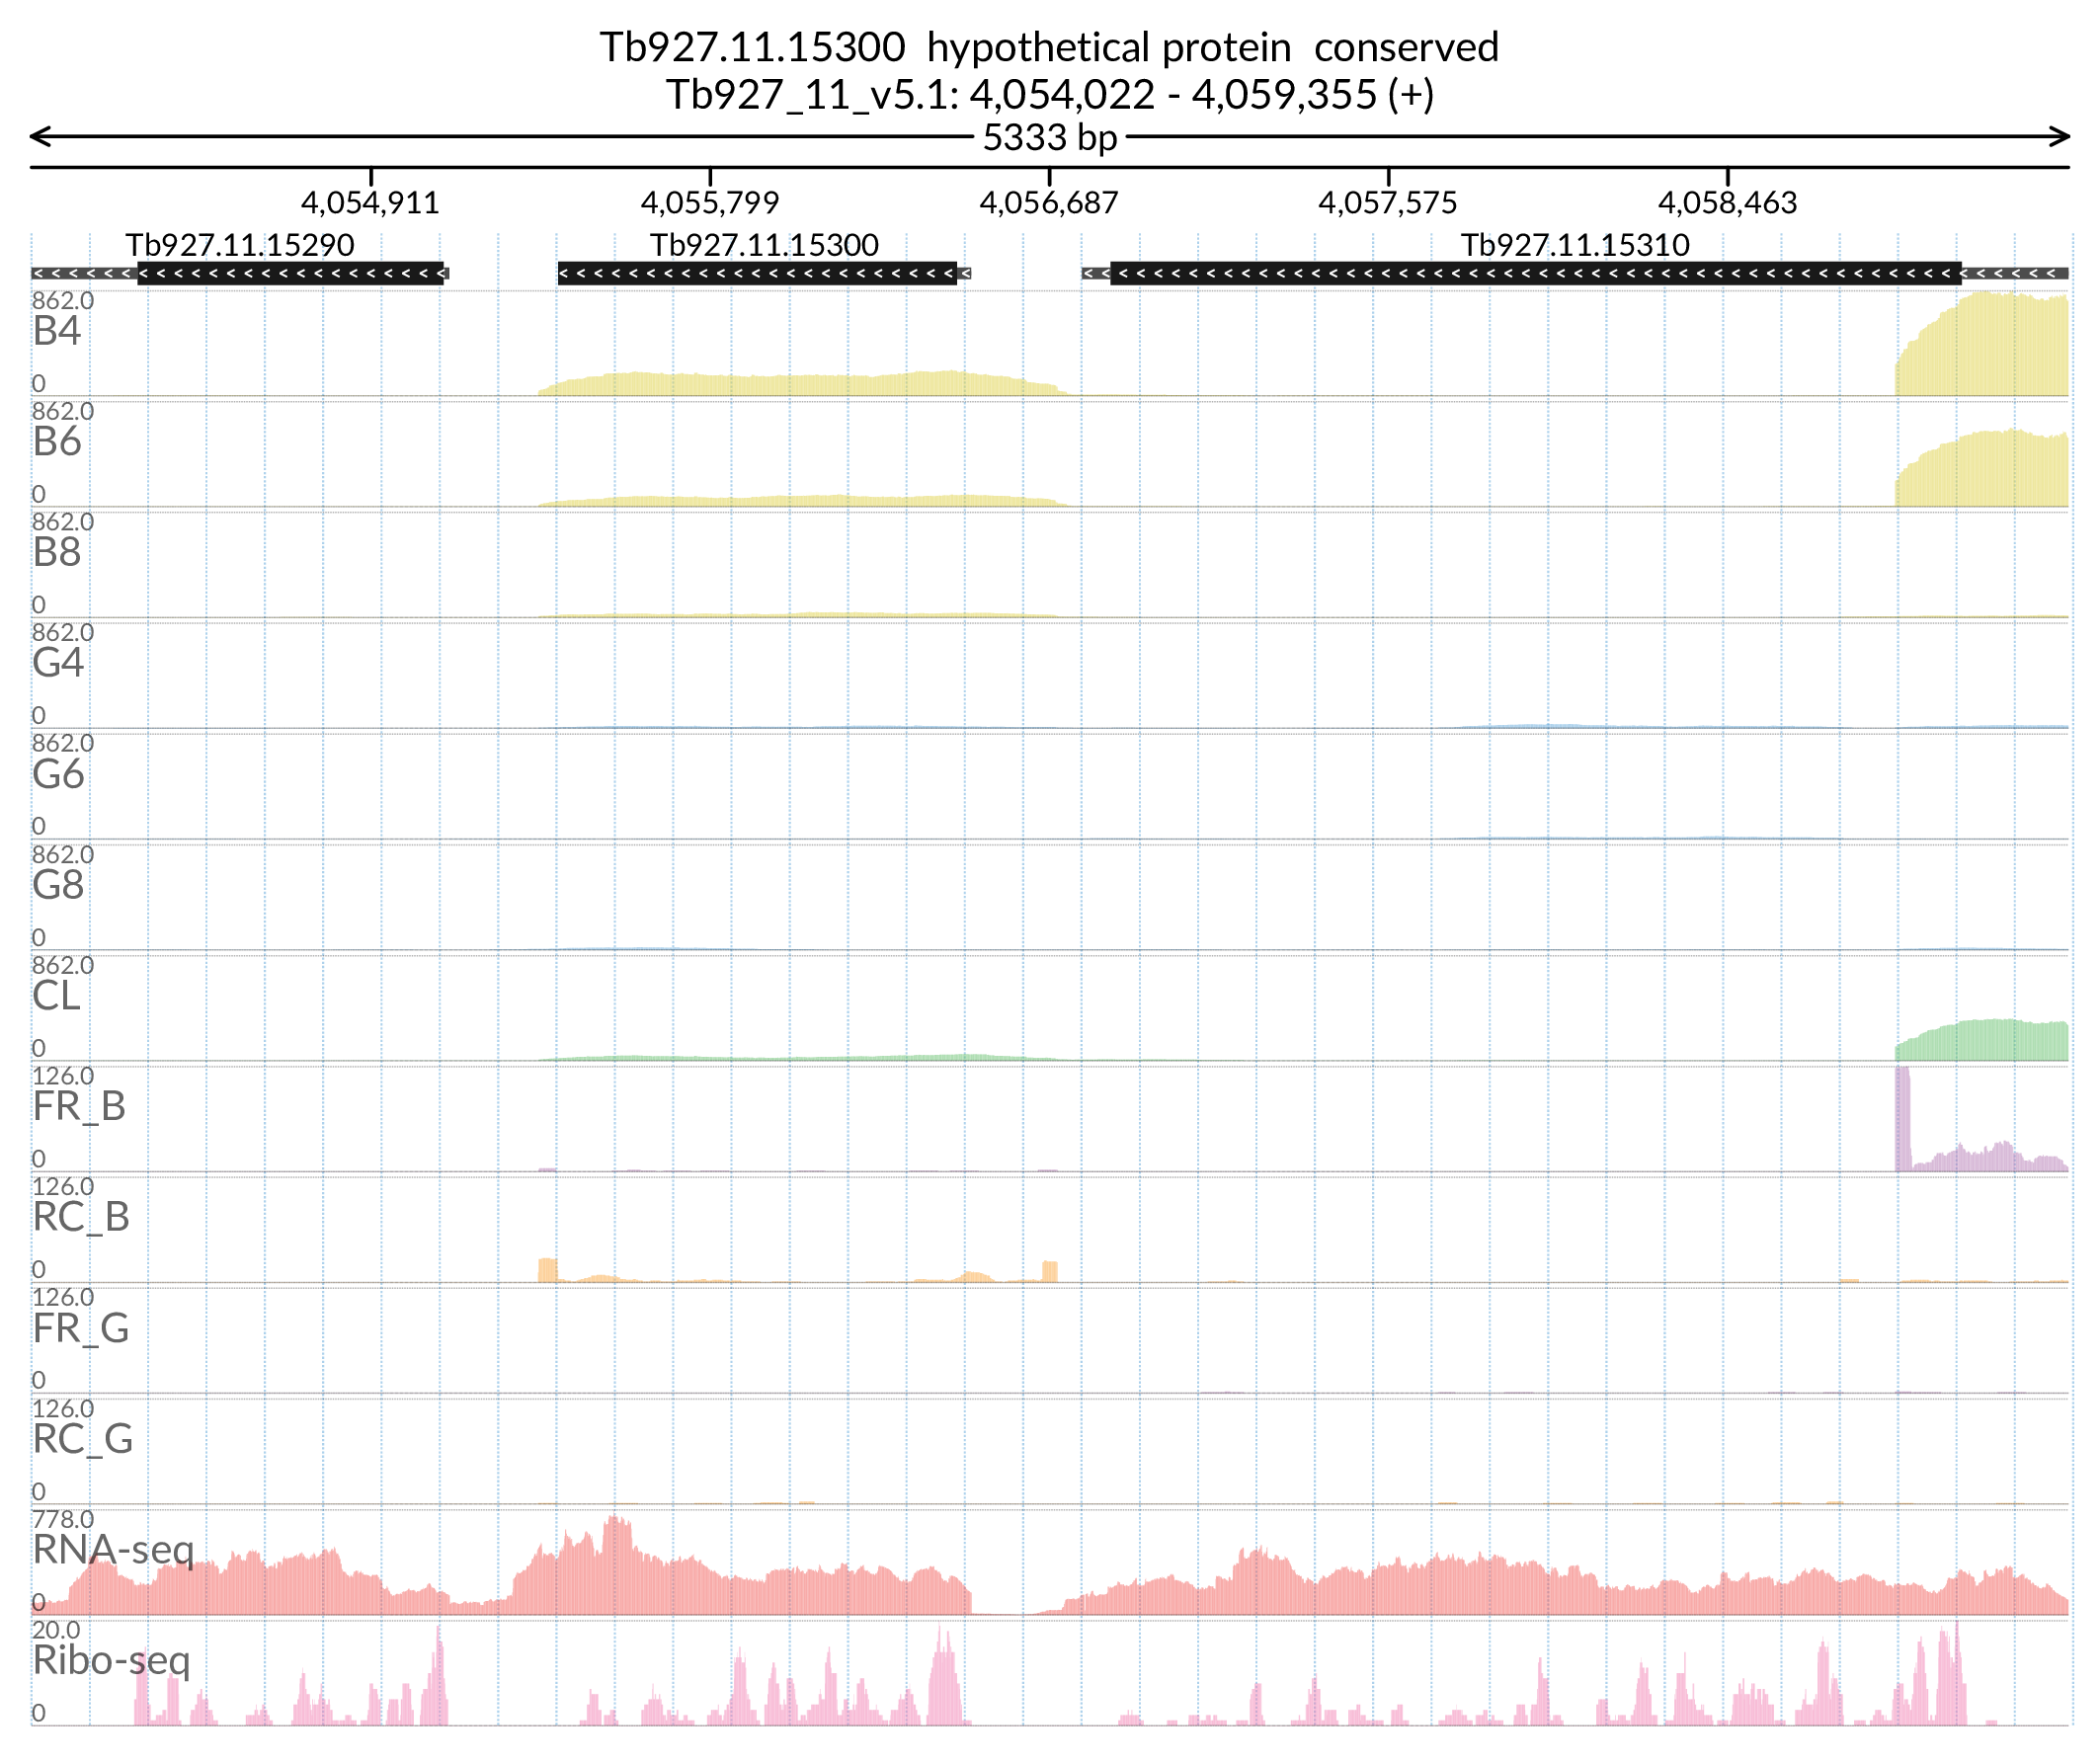 Tb927.11.15300 hypothetical protein conserved
Tb927_11_v5.1: 4,054,022 - 4,059,355 (+)
5333 bp
4,054,911 4,055,799 4,056,687 4,057,575 4,058,463
Tb927.11.15290 Tb927.11.15300 Tb927.11.15310
862.0
B4
0
862.0
B6
0
862.0
B8
0
862.0
G4
0
862.0
G6
0
862.0
G8
0
862.0
CL
0
126.0
FR_B
0
126.0
RC_B
0
126.0
FR_G
0
126.0
RC_G
0
778.0
RNA-seq
0
20.0
Ribo-seq
0